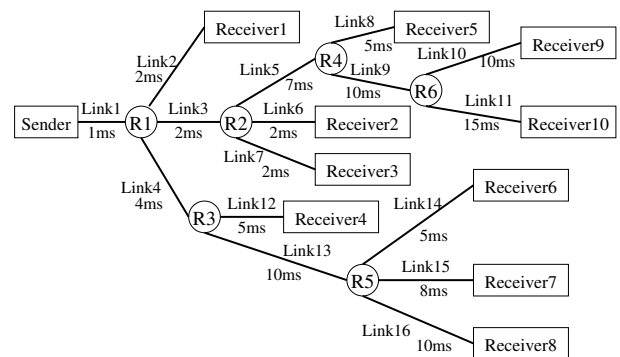 Link8
Receiver1
Receiver5
Link2
5ms
Link10
Receiver9
2ms
Link5
R4
Link9
10ms
7ms
10ms
R6
Link11
Link1
Link3
Link6
Sender
R1
R2
Receiver2
15ms
Receiver10
1ms
2ms
2ms
Link7
2ms
Receiver3
Link4
4ms
Link12
Link14
Receiver6
R3
Receiver4
5ms
5ms
Link13
Link15
10ms
R5
Receiver7
8ms
Link16
10ms
Receiver8